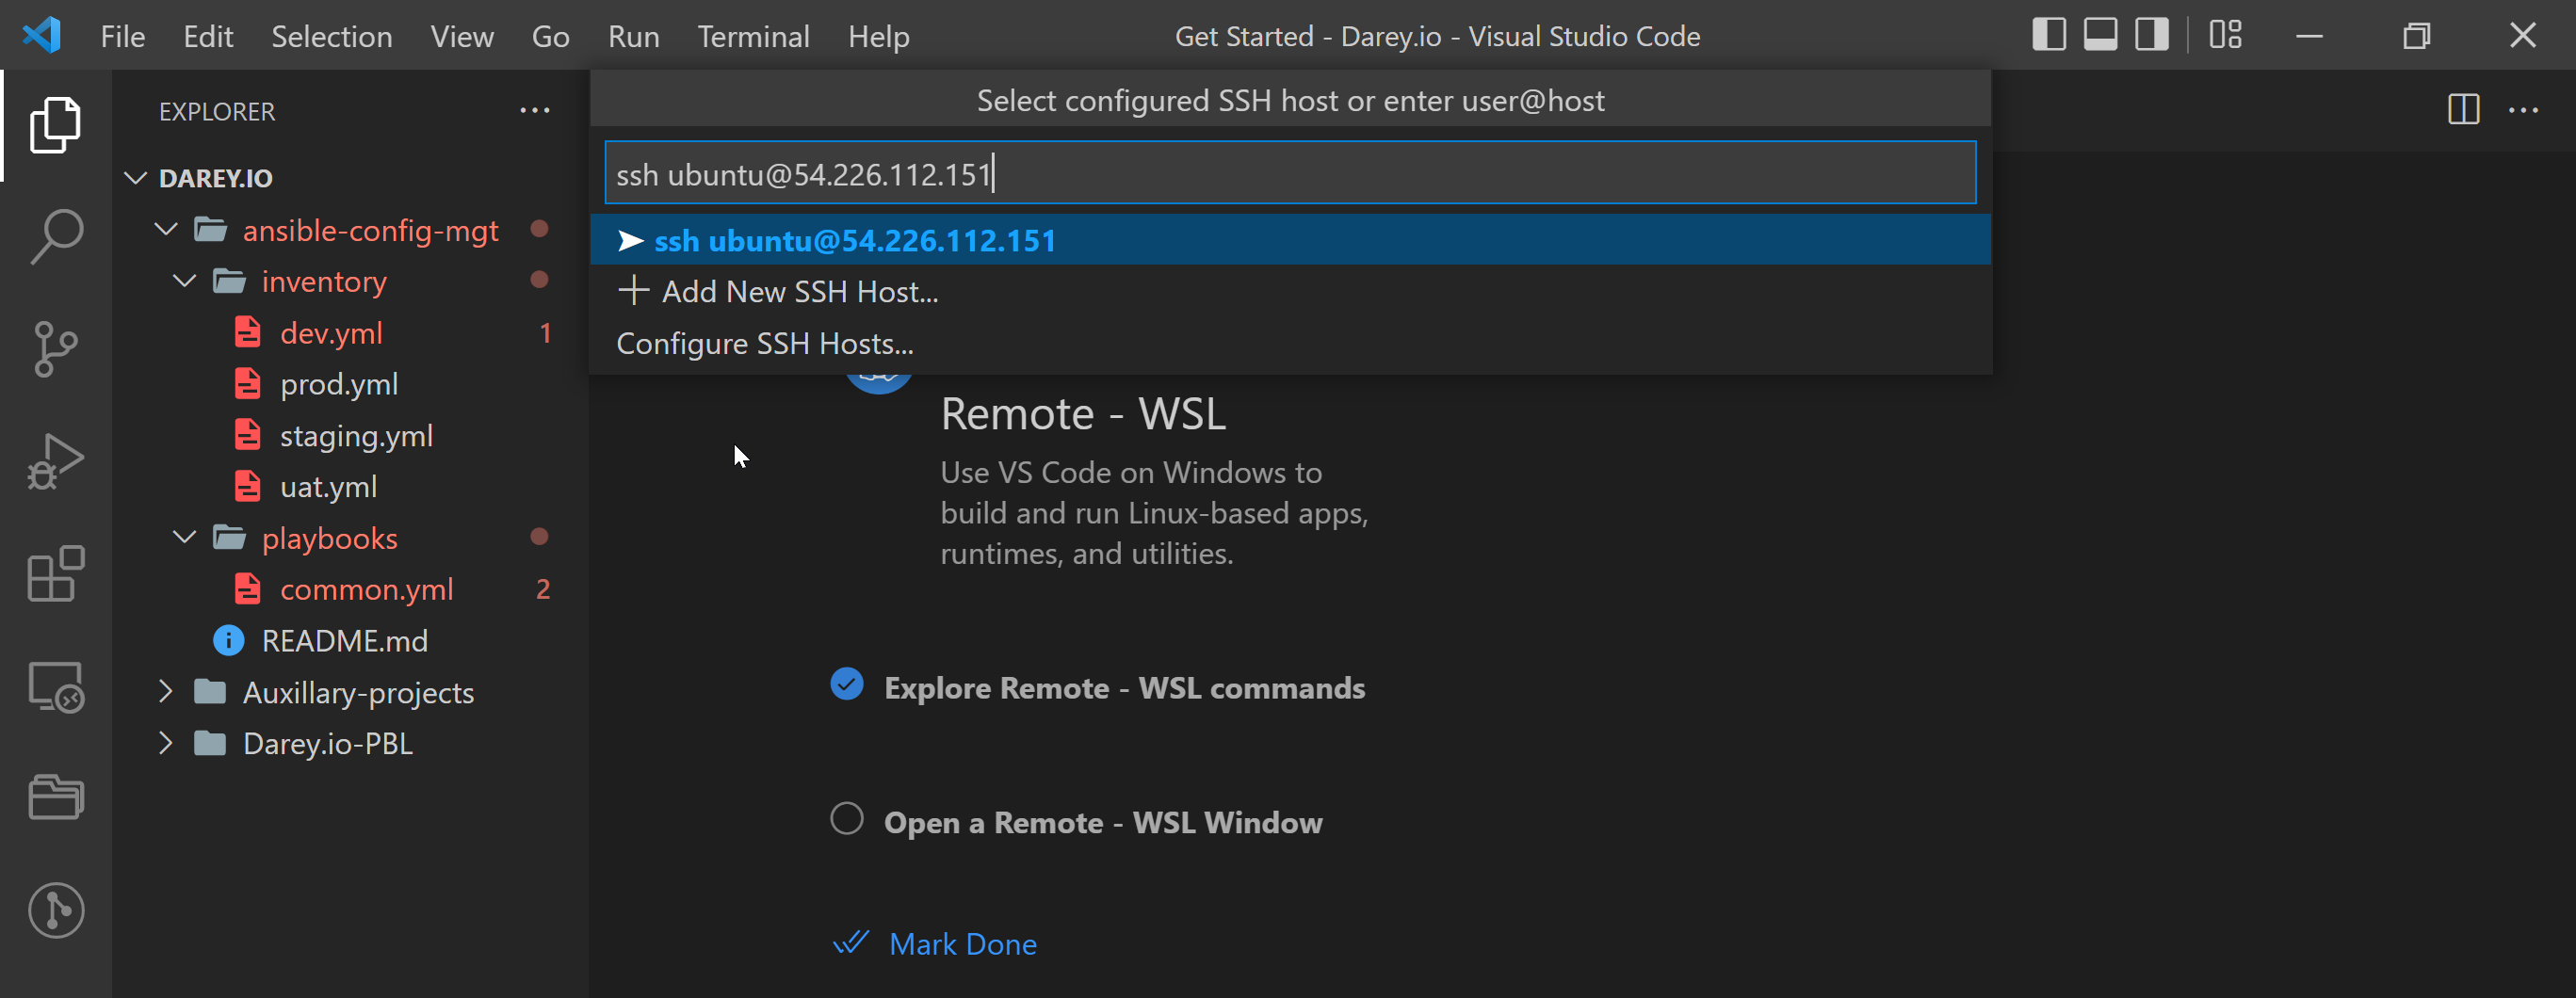 File Edit Selection View Go Run Terminal Help Get Started - Darey.io - Visual Studio Code
EXPLORER
DAREY.IO
ansible-config-mgt
inventory
dev.yml 1
prod.yml
staging.yml
uat.yml
playbooks
common.yml 2
README.md
Auxillary-projects
Darey.io-PBL
Select configured SSH host or enter user@host
ssh ubuntu@54.226.112.151
ssh ubuntu@54.226.112.151
Add New SSH Host...
Configure SSH Hosts...
Remote - WSL
Use VS Code on Windows to
build and run Linux-based apps,
runtimes, and utilities.
Explore Remote - WSL commands
Open a Remote - WSL Window
Mark Done